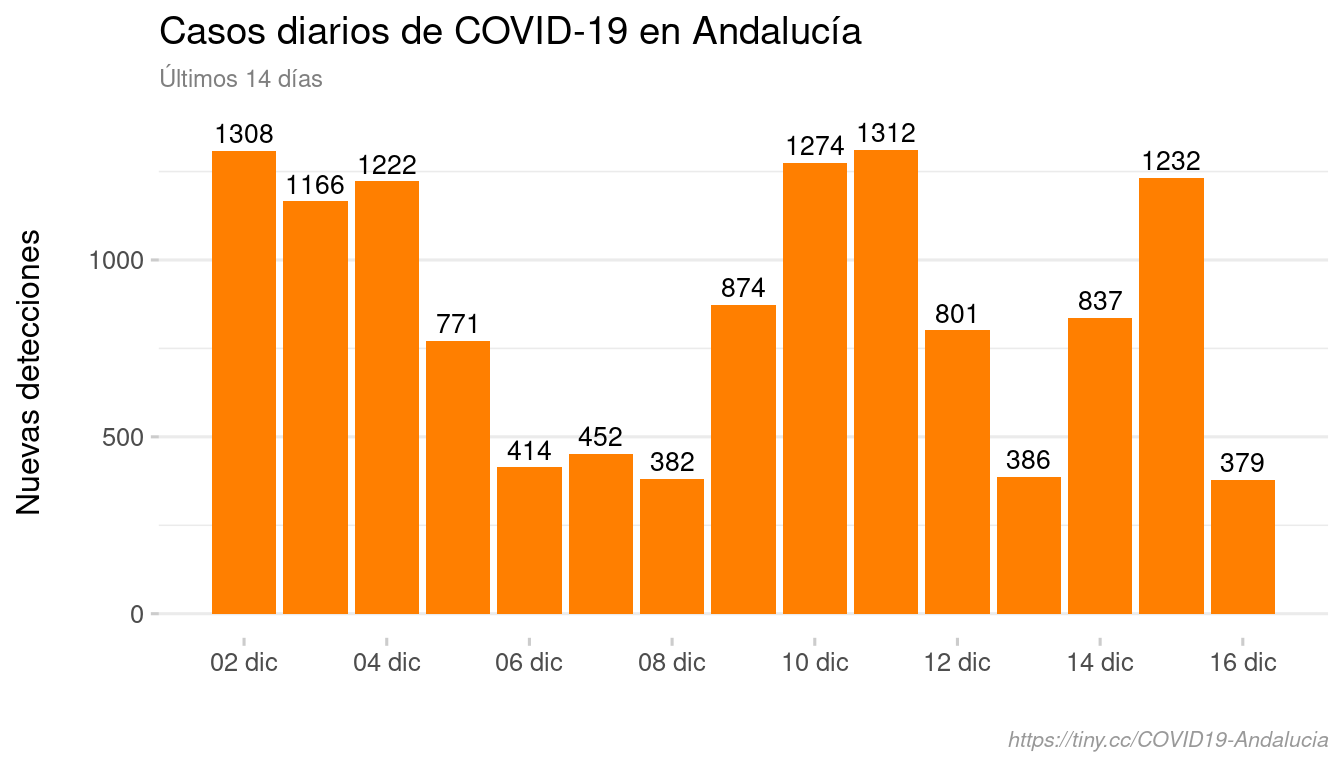 Casos diarios de COVID-19 en Andalucía
Últimos 14 días
Nuevas detecciones
1000
500
0
1308
1166
1222
771
414
452
382
874
1274
1312
801
386
837
1232
379
02 dic
04 dic
06 dic
08 dic
10 dic
12 dic
14 dic
16 dic
https://tiny.cc/COVID19-Andalucia